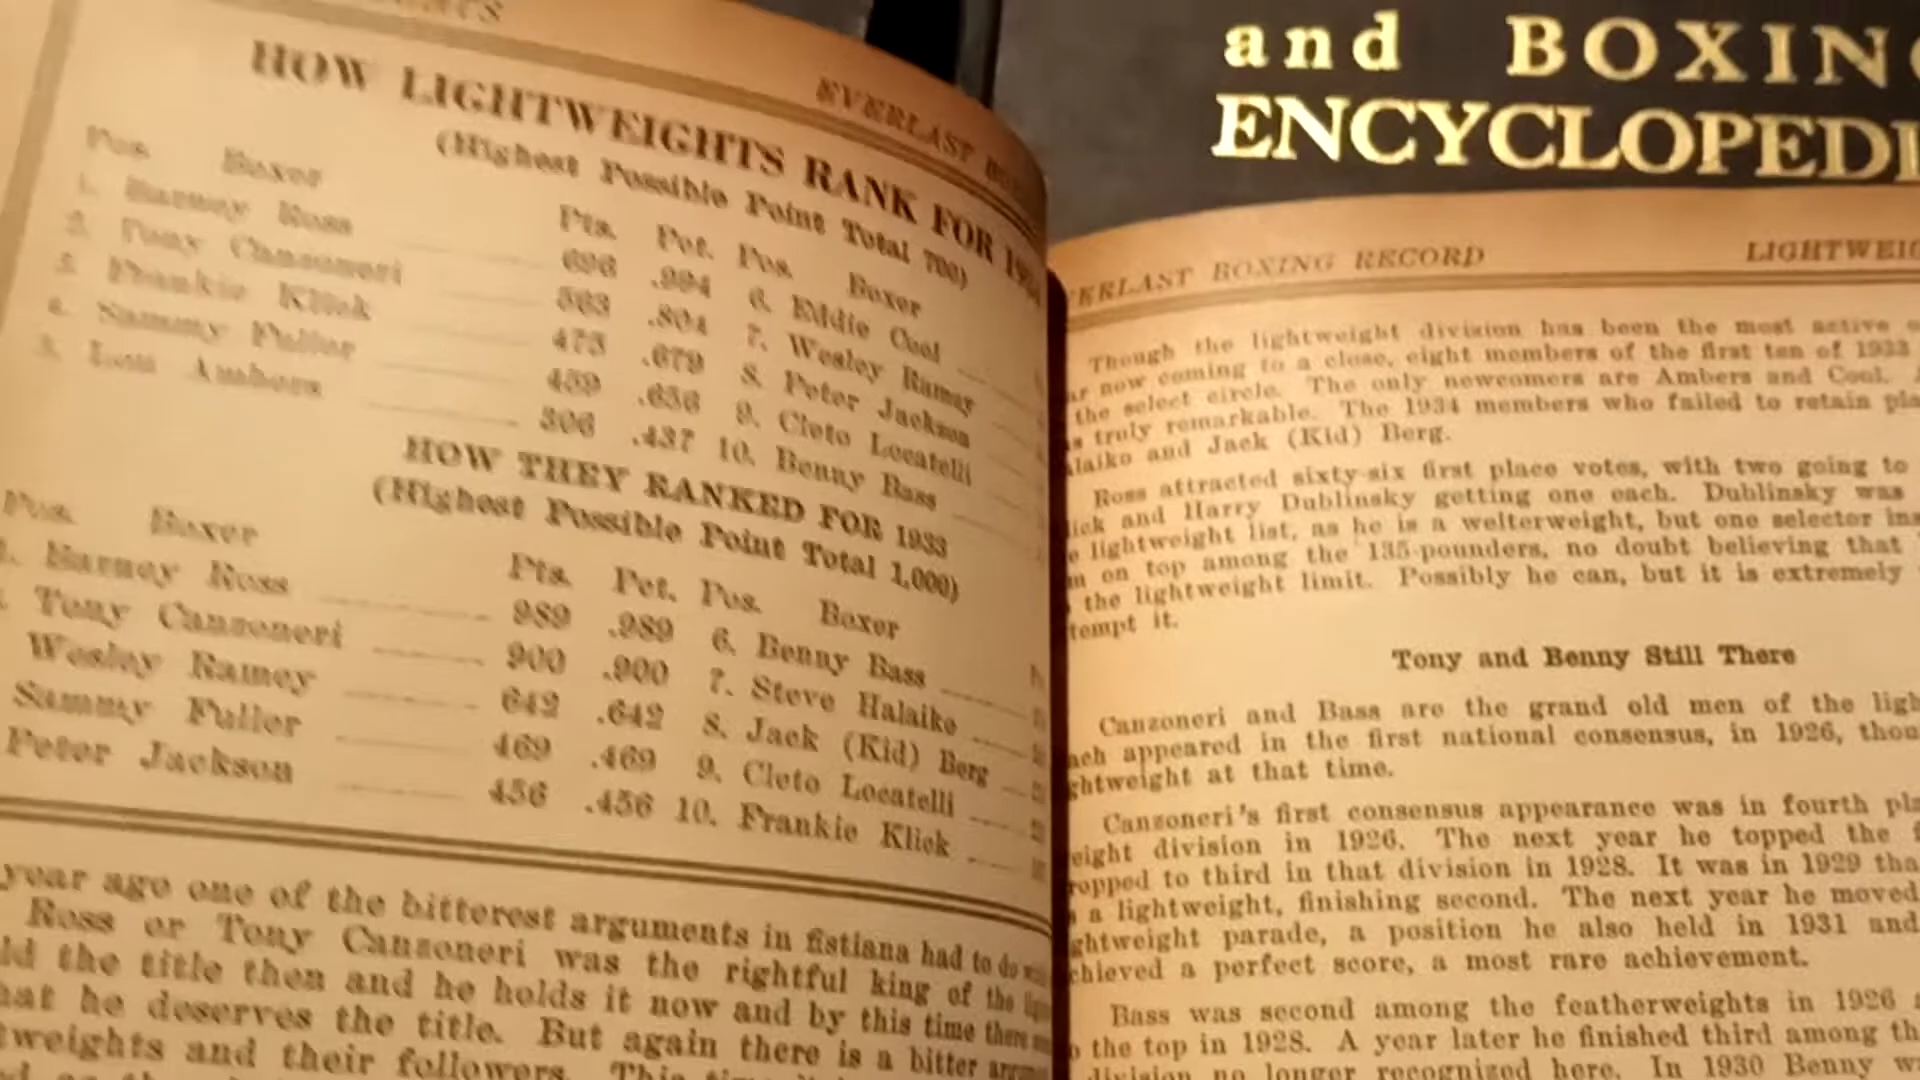 and BOXING
ENCYCLOPEDI
EVERLAST
HOW LIGHTWEIGHTS RANK FOR
(Highest Possible Point Total 700)
Pos. Boxer Pts. Pct. Pos. Boxer
1. Barney Ross 696 .994 6. Eddie Cool
2. Tony Canzoneri 563 .804 7. Wesley Ramey
3. Frankie Klick 475 .679 8. Peter Jackson
4. Sammy Fuller 459 .656 9. Cleto Locatelli
5. Lou Ambers 306 .437 10. Benny Bass
HOW THEY RANKED FOR 1933
(Highest Possible Point Total 1,000)
Pos. Boxer Pts. Pct. Pos. Boxer
Barney Ross 989 .989 6. Benny Bass
Tony Canzoneri 900 .900 7. Steve Halaiko
Wesley Ramey 642 .642 8. Jack (Kid) Berg
Sammy Fuller 469 .469 9. Cleto Locatelli
Peter Jackson 456 .456 10. Frankie Klick
year ago one of the bitterest arguments in fistiana had to do
Ross or Tony Canzoneri was the rightful king of the
the title then and he holds it now and by this time there
he deserves the title. But again there is a bitter
and their followers. This
EVERLAST BOXING RECORD LIGHTWEIG
Though the lightweight division has been the most active
now coming to a close, eight members of the first ten of 1933
the select circle. The only newcomers are Ambers and Cool.
truly remarkable. The 1934 members who failed to retain
laiko and Jack (Kid) Berg.
Ross attracted sixty-six first place votes, with two going to
lick and Harry Dublinsky getting one each. Dublinsky was
lightweight list, as he is a welterweight, but one selector
on top among the 135-pounders, no doubt believing that
the lightweight limit. Possibly he can, but it is extremely
tempt it.
Tony and Benny Still There
Canzoneri and Bass are the grand old men of the ligh
ach appeared in the first national consensus, in 1926, thou
ghtweight at that time.
Canzoneri's first consensus appearance was in fourth pl
eight division in 1926. The next year he topped the
ropped to third in that division in 1928. It was in 1929 tha
a lightweight, finishing second. The next year he moved
ghtweight parade, a position he also held in 1931 and
chieved a perfect score, a most rare achievement.
Bass was second among the featherweights in 1926
the top in 1928. A year later he finished third among th
division no longer recognized here. In 1930 Benny w